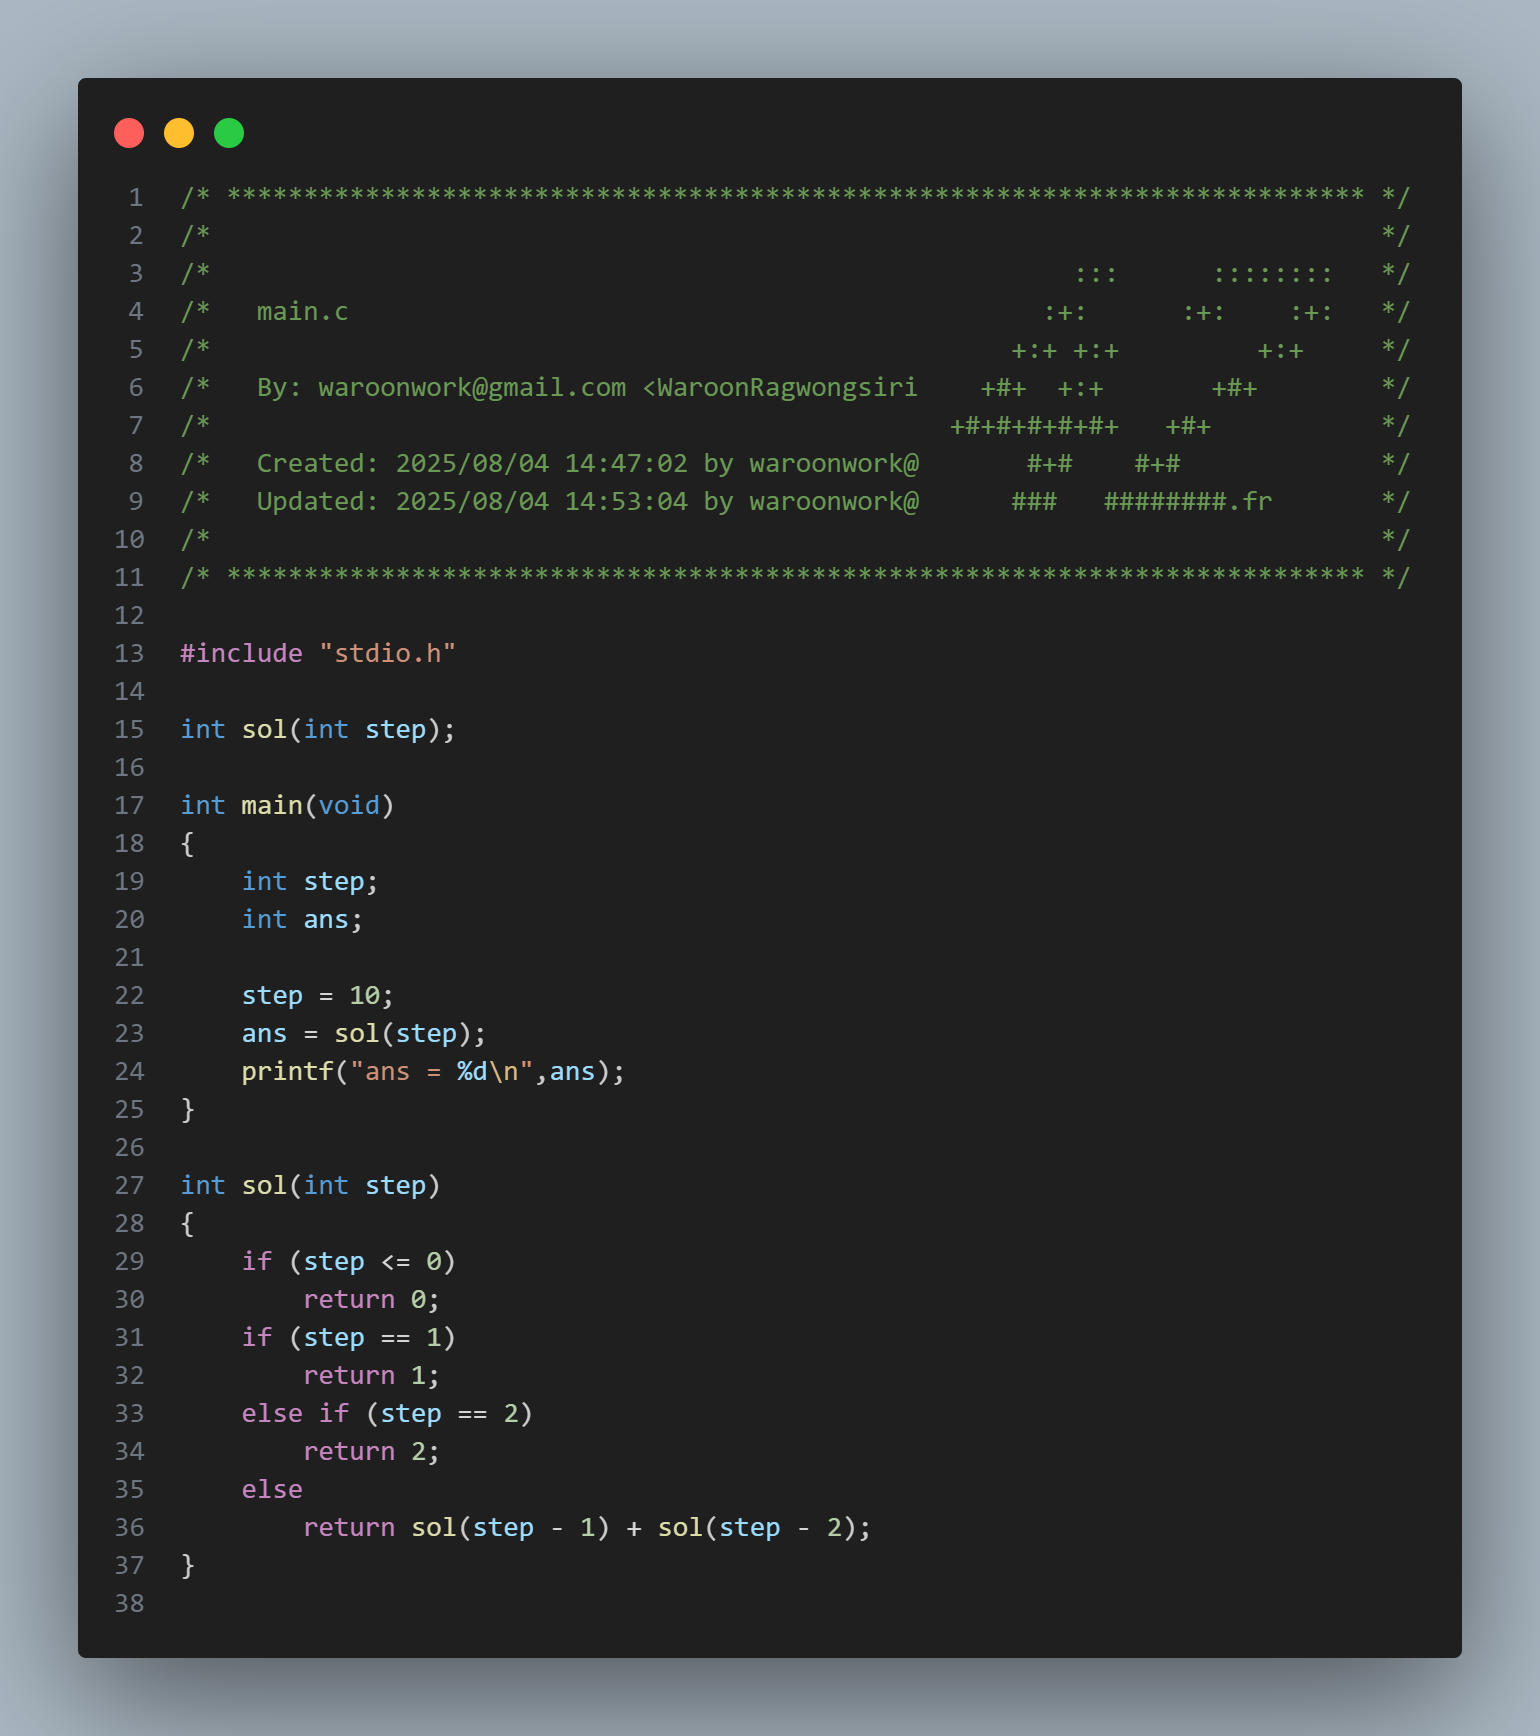 1 /* ************************************************************************** */
2 /*                                                                            */
3 /*                                                        :::      ::::::::   */
4 /*   main.c                                             :+:      :+:    :+:   */
5 /*                                                    +:+ +:+         +:+     */
6 /*   By: waroonwork@gmail.com <WaroonRagwongsiri    +#+  +:+       +#+        */
7 /*                                                +#+#+#+#+#+   +#+           */
8 /*   Created: 2025/08/04 14:47:02 by waroonwork@       #+#    #+#             */
9 /*   Updated: 2025/08/04 14:53:04 by waroonwork@      ###   ########.fr       */
10 /*                                                                            */
11 /* ************************************************************************** */
12
13 #include "stdio.h"
14
15 int sol(int step);
16
17 int main(void)
18 {
19     int step;
20     int ans;
21
22     step = 10;
23     ans = sol(step);
24     printf("ans = %d\n",ans);
25 }
26
27 int sol(int step)
28 {
29     if (step <= 0)
30         return 0;
31     if (step == 1)
32         return 1;
33     else if (step == 2)
34         return 2;
35     else
36         return sol(step - 1) + sol(step - 2);
37 }
38